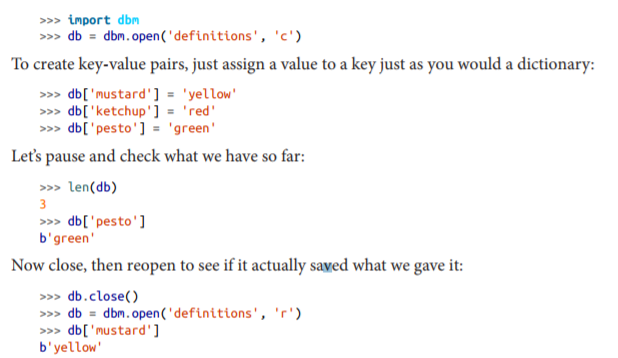 >>> import dbm
>>> db = dbm.open('definitions', 'c')
To create key-value pairs, just assign a value to a key just as you would a dictionary:
>>> db['mustard'] = 'yellow'
>>> db['ketchup'] = 'red'
>>> db['pesto'] = 'green'
Let’s pause and check what we have so far:
>>> len(db)
3
>>> db['pesto']
b'green'
Now close, then reopen to see if it actually saved what we gave it:
>>> db.close()
>>> db = dbm.open('definitions', 'r')
>>> db['mustard']
b'yellow'